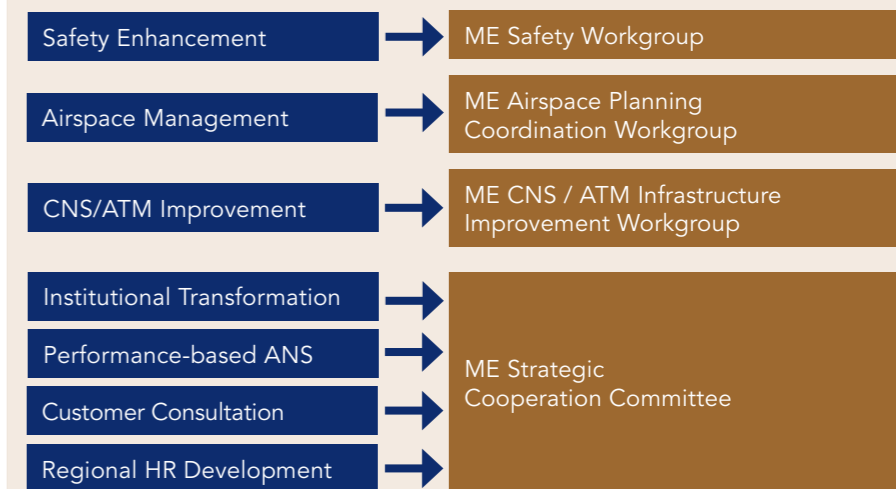 Safety Enhancement
ME Safety Workgroup
Airspace Management
ME Airspace Planning
Coordination Workgroup
CNS/ATM Improvement
ME CNS / ATM Infrastructure
Improvement Workgroup
Institutional Transformation
Performance-based ANS
Customer Consultation
Regional HR Development
ME Strategic
Cooperation Committee